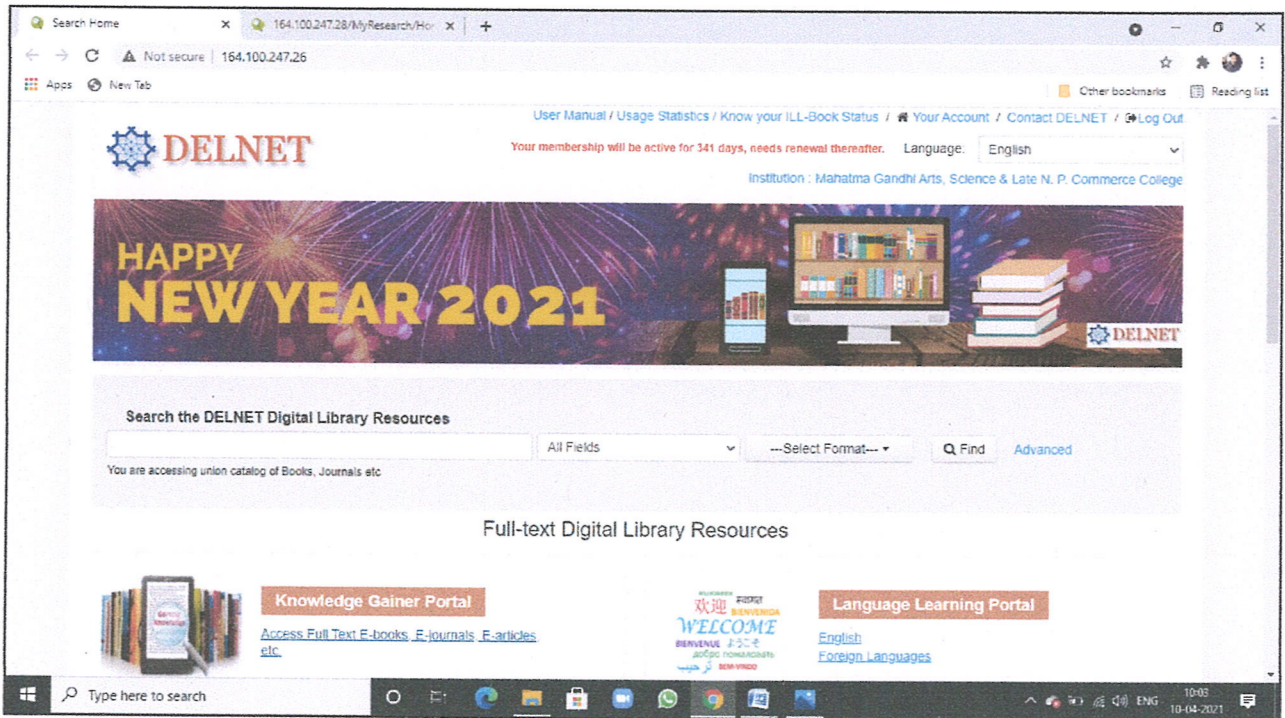 Search Home
164.100.247.28/MyResearch/Hor
Not secure | 164.100.247.26
Apps New Tab Other bookmarks Reading list
User Manual / Usage Statistics / Know your ILL-Book Status / Your Account / Contact DELNET / Log Out
DELNET
Your membership will be active for 341 days, needs renewal thereafter. Language: English
Institution : Mahatma Gandhi Arts, Science & Late N. P. Commerce College
HAPPY
NEW YEAR 2021
DELNET
Search the DELNET Digital Library Resources
All Fields ---Select Format--- Find Advanced
You are accessing union catalog of Books, Journals etc
Full-text Digital Library Resources
Knowledge Gainer Portal
Access Full Text E-books, E-journals, E-articles,
etc.
欢迎 स्वागत
BIENVENIDA
WELCOME
BIENVENUE ようこそ
BEM-VINDO
Language Learning Portal
English
Foreign Languages
Type here to search
ENG
10:03
10-04-2021